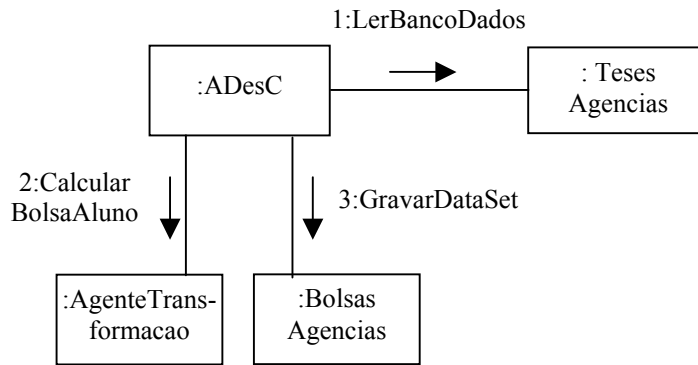 1:LerBancoDados
:ADesC
: Teses
Agencias
2:Calcular
BolsaAluno
3:GravarDataSet
:AgenteTrans-
formacao
:Bolsas
Agencias